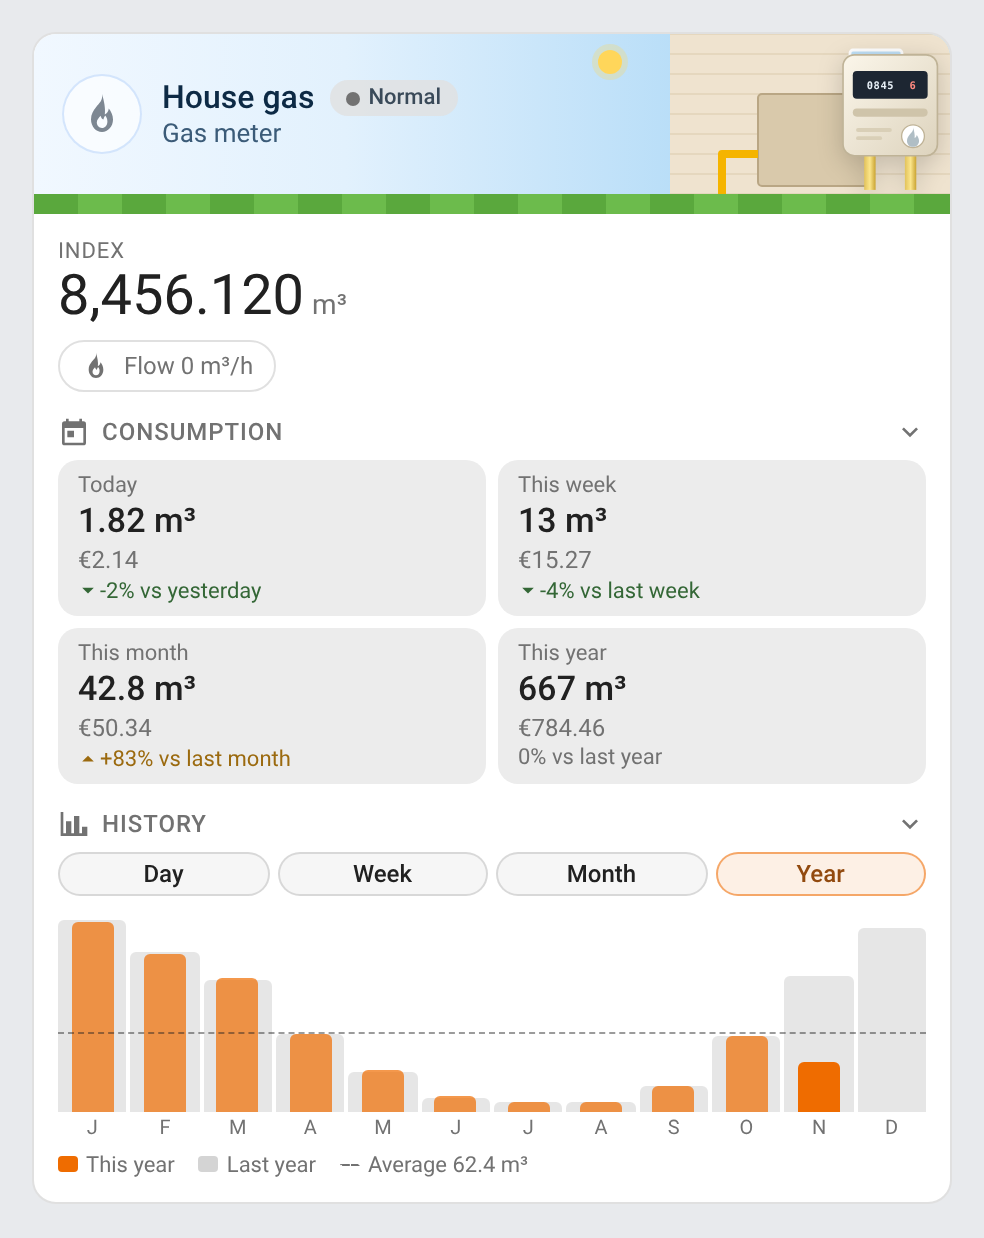 House gas
Normal
Gas meter
0845 6
INDEX
8,456.120 m³
Flow 0 m³/h
CONSUMPTION
Today
1.82 m³
€2.14
-2% vs yesterday
This week
13 m³
€15.27
-4% vs last week
This month
42.8 m³
€50.34
+83% vs last month
This year
667 m³
€784.46
0% vs last year
HISTORY
Day Week Month Year
J F M A M J J A S O N D
This year Last year Average 62.4 m³